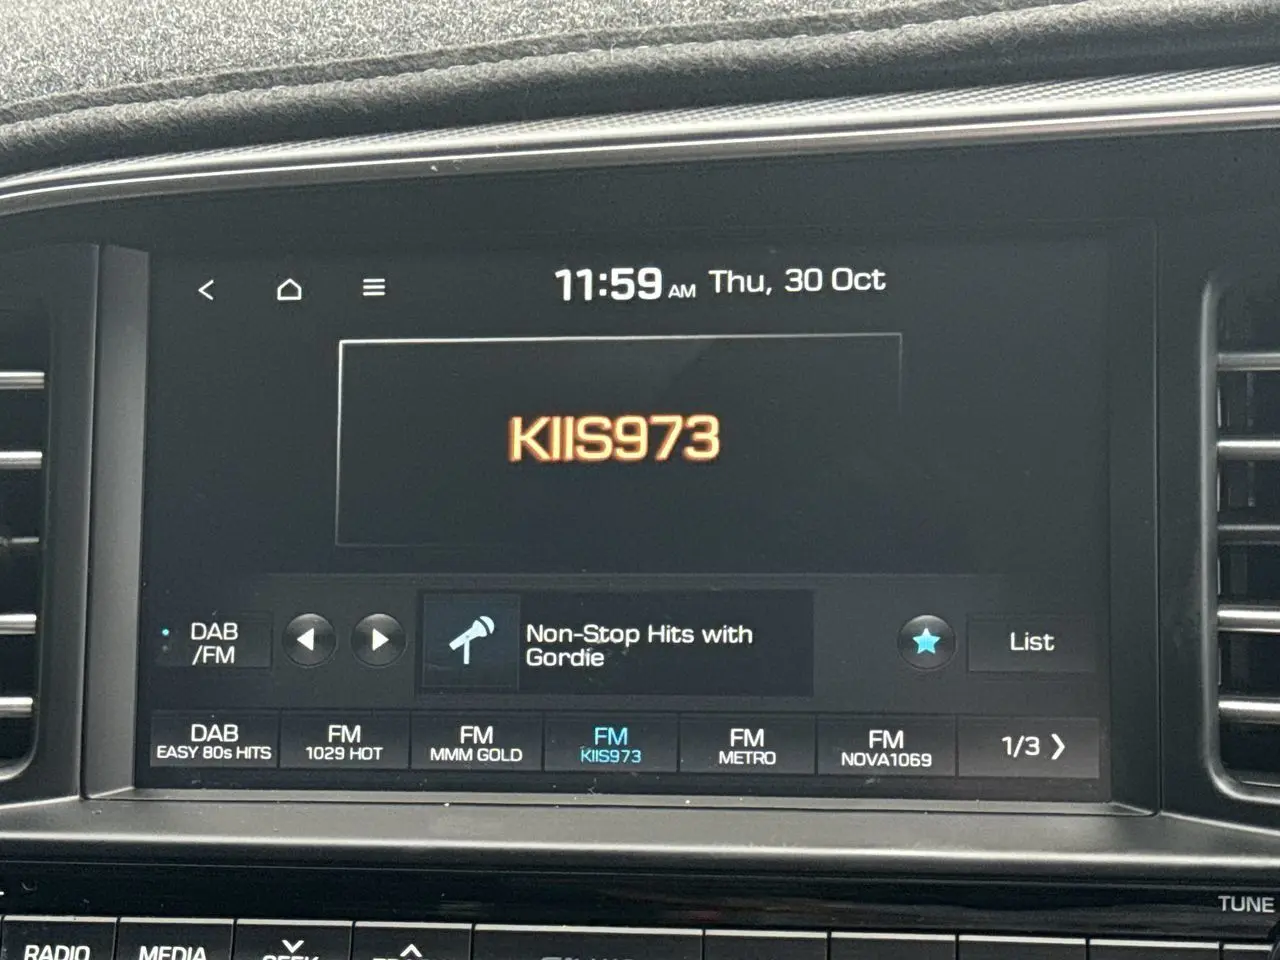 11:59 AM Thu, 30 Oct
KIIS973
DAB
/FM
Non-Stop Hits with
Gordie
List
DAB
EASY 80s HITS
FM
1029 HOT
FM
MMM GOLD
FM
KIIS973
FM
METRO
FM
NOVA1069
1/3
TUNE
RADIO
MEDIA
SEEK